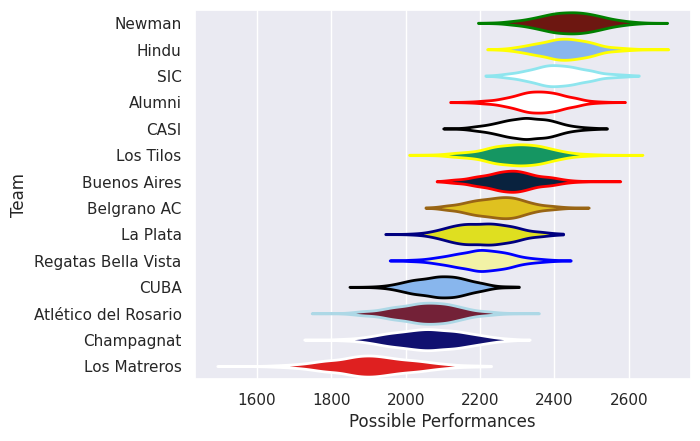 Newman
Hindu
SIC
Alumni
CASI
Los Tilos
Buenos Aires
Belgrano AC
La Plata
Regatas Bella Vista
CUBA
Atlético del Rosario
Champagnat
Los Matreros
Team
1600 1800 2000 2200 2400 2600
Possible Performances